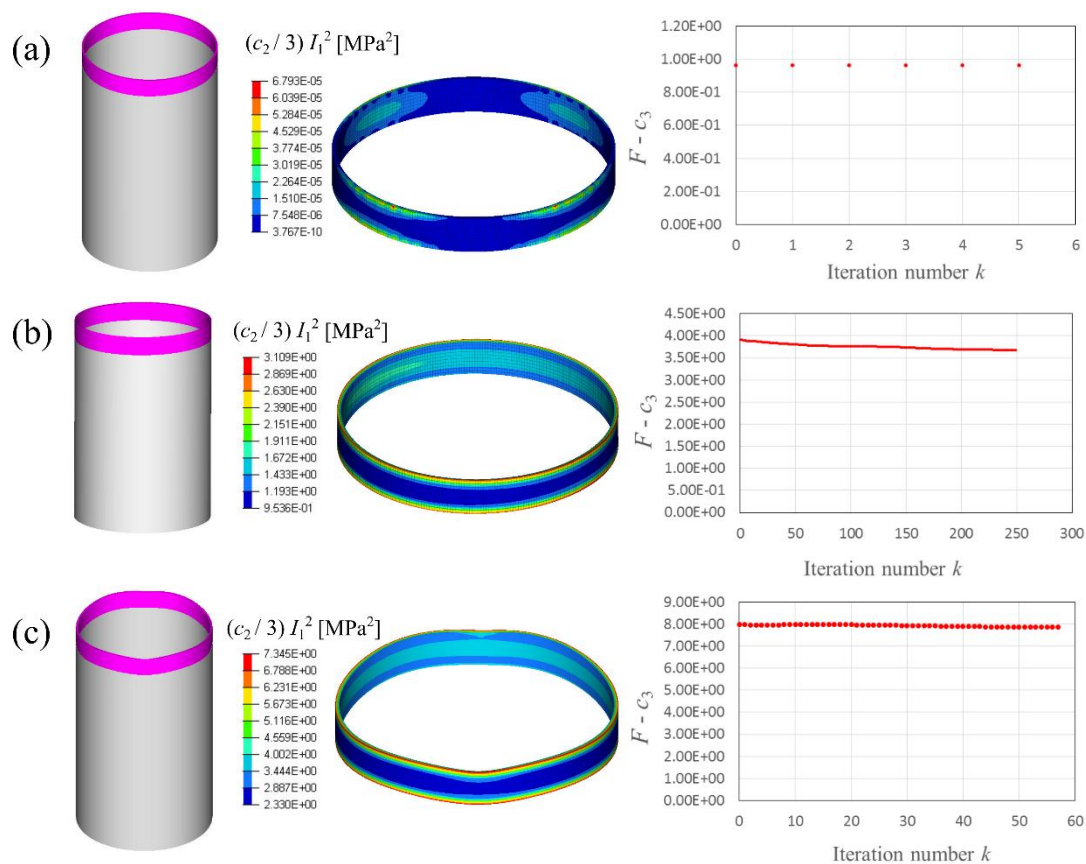 (a)
(c₂ / 3) I₁² [MPa²]
6.793E-05
6.039E-05
5.284E-05
4.529E-05
3.774E-05
3.019E-05
2.264E-05
1.510E-05
7.548E-06
3.767E-10
F - c₃
1.20E+00
1.00E+00
8.00E-01
6.00E-01
4.00E-01
2.00E-01
0.00E+00
0 1 2 3 4 5 6
Iteration number k
(b)
(c₂ / 3) I₁² [MPa²]
3.109E+00
2.869E+00
2.630E+00
2.390E+00
2.151E+00
1.911E+00
1.672E+00
1.433E+00
1.193E+00
9.536E-01
F - c₃
4.50E+00
4.00E+00
3.50E+00
3.00E+00
2.50E+00
2.00E+00
1.50E+00
1.00E+00
5.00E-01
0.00E+00
0 50 100 150 200 250 300
Iteration number k
(c)
(c₂ / 3) I₁² [MPa²]
7.345E+00
6.788E+00
6.231E+00
5.673E+00
5.116E+00
4.559E+00
4.002E+00
3.444E+00
2.887E+00
2.330E+00
F - c₃
9.00E+00
8.00E+00
7.00E+00
6.00E+00
5.00E+00
4.00E+00
3.00E+00
2.00E+00
1.00E+00
0.00E+00
0 10 20 30 40 50 60
Iteration number k